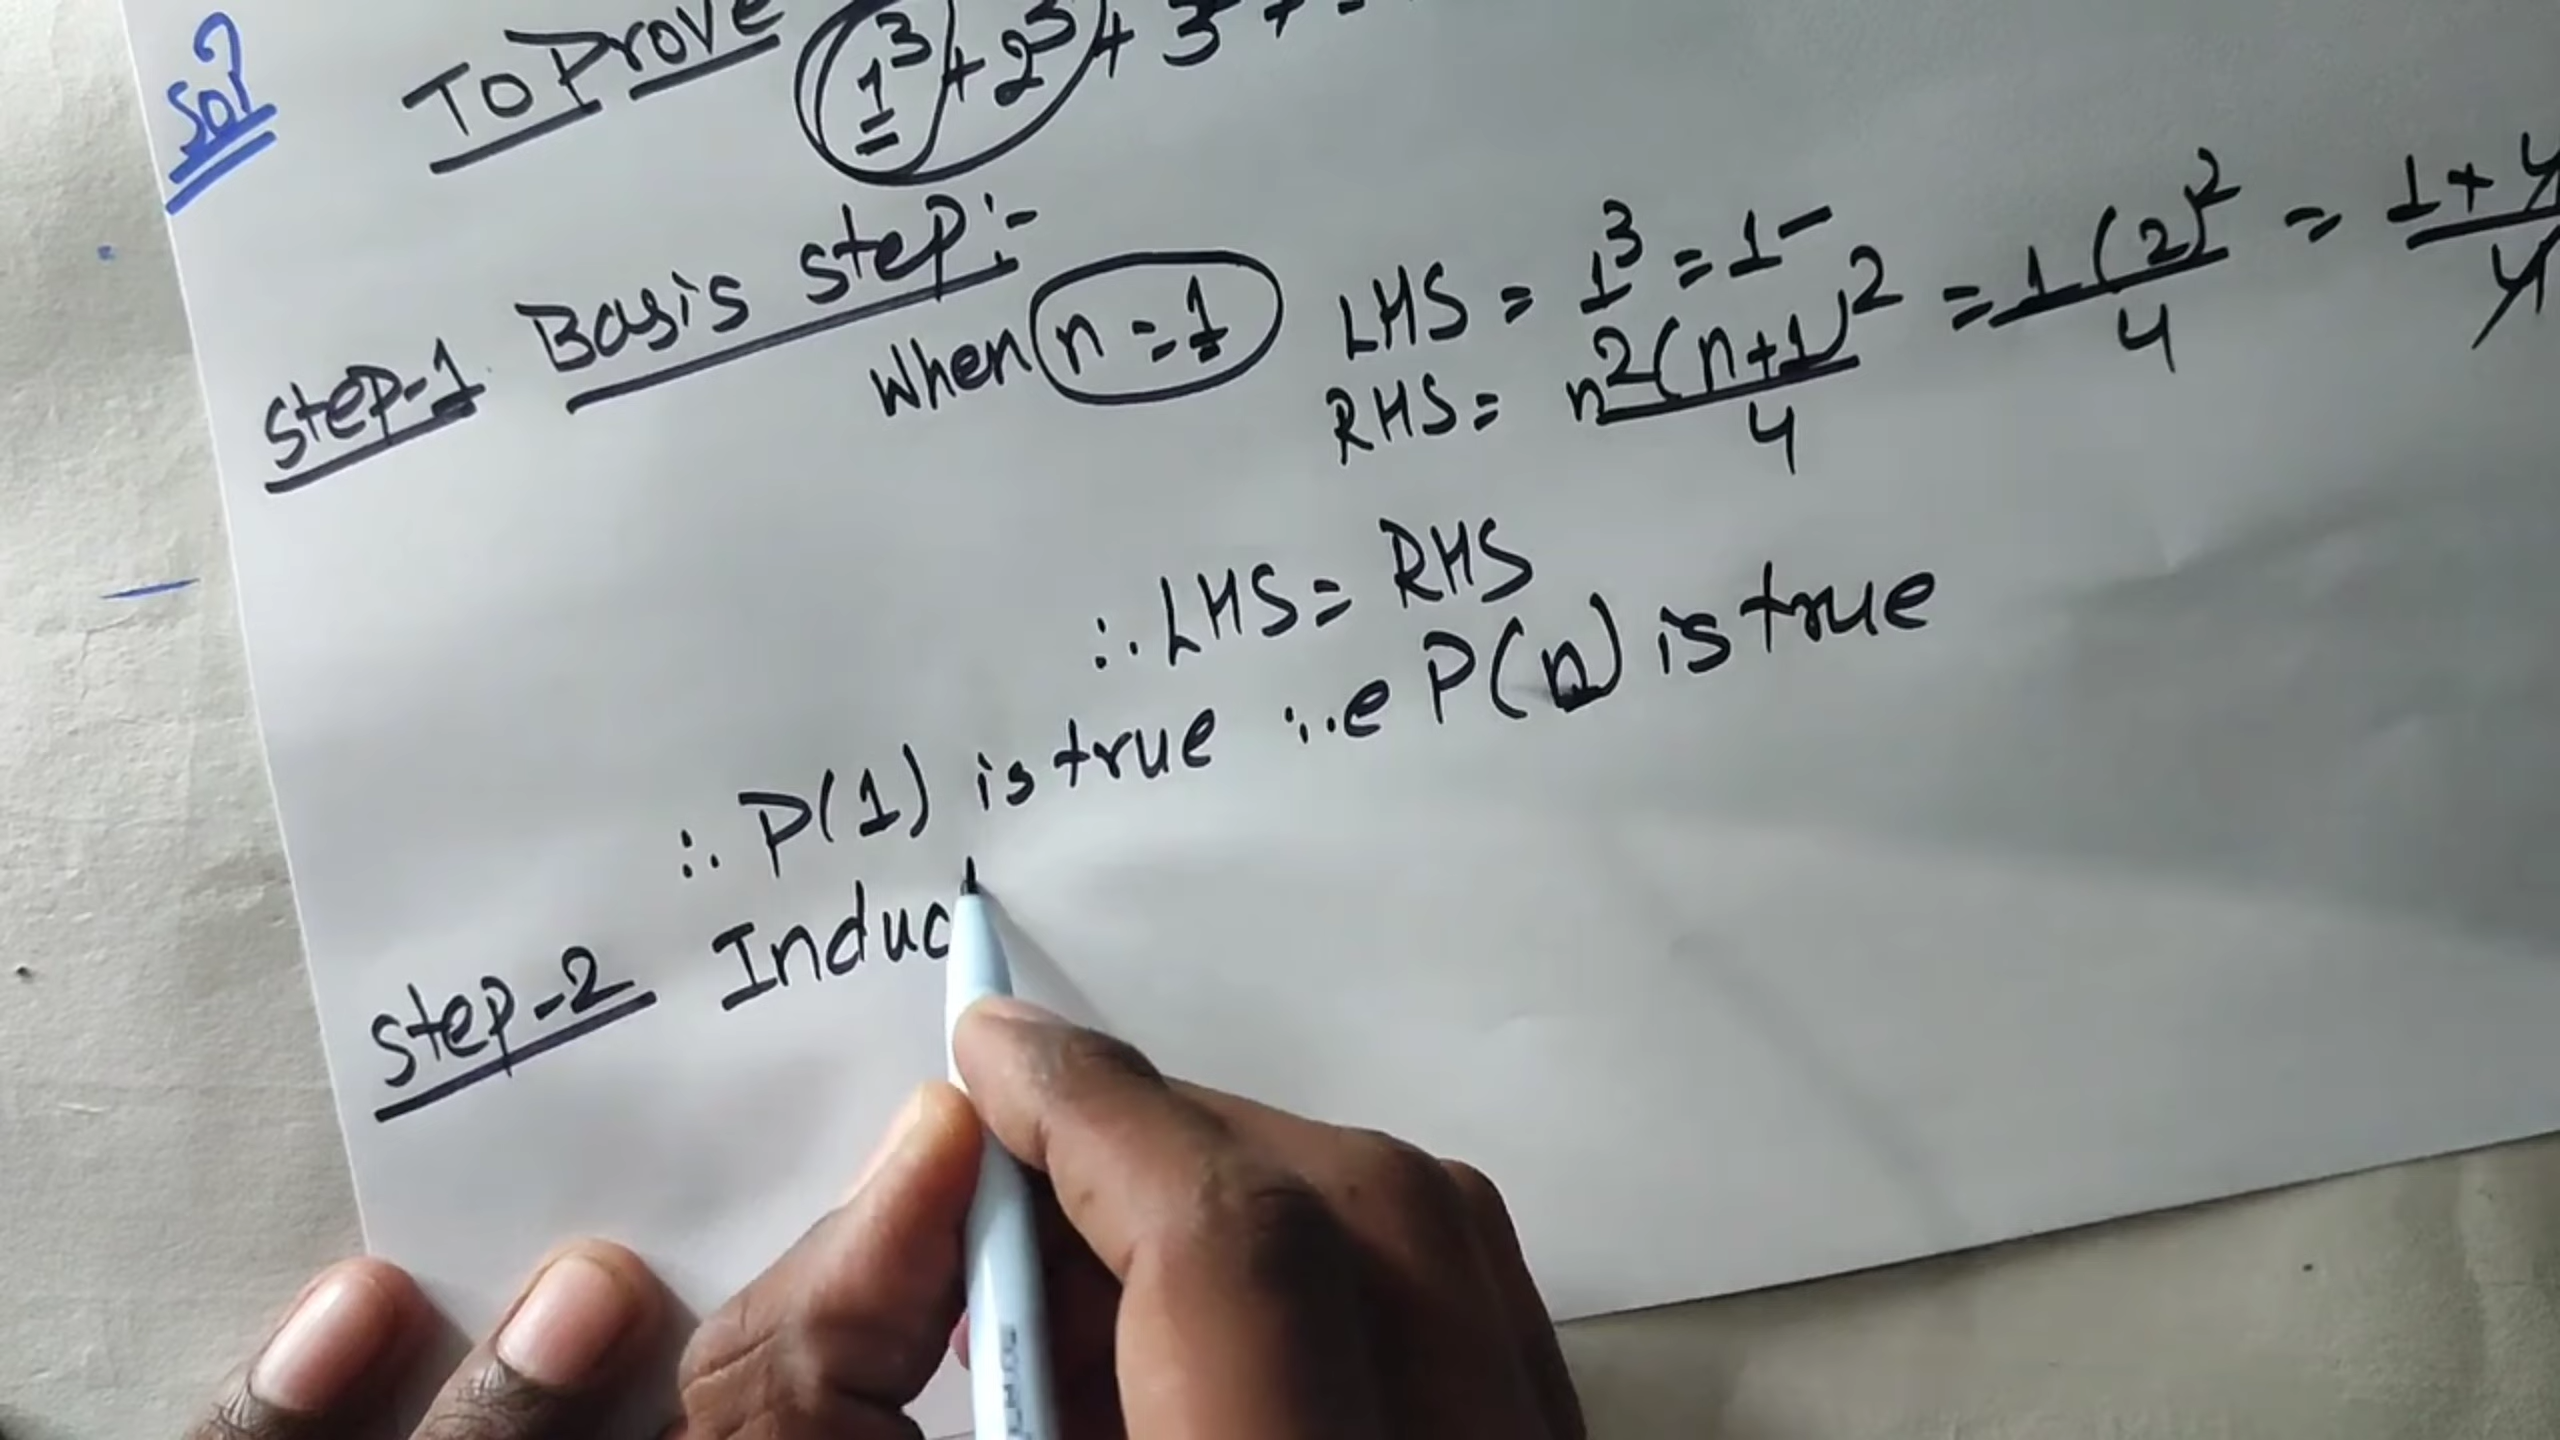 Sol To Prove 1³ + 2³ + 3³ + -
Step-1 Basis step:-
When n = 1 LHS = 1³ = 1
RHS = n²(n+1)²/4 = 1(2)²/4 = 1+4/4
∴ LHS = RHS
∴ P(1) is true i.e P(n) is true
Step-2 Induc